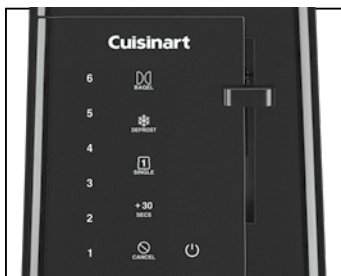 Cuisinart
6
BAGEL
5
DEFROST
4
1
SINGLE
3
+30
SECS
2
1
CANCEL